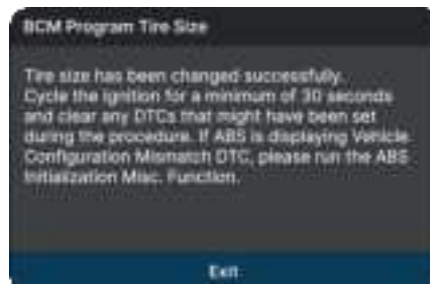 BCM Program Tire Size
Tire size has been changed successfully.
Cycle the ignition for a minimum of 30 seconds
and clear any DTCs that might have been set
during the procedure. If ABS is displaying Vehicle
Configuration Mismatch DTC, please run the ABS
Initialization Misc. Function.
Exit